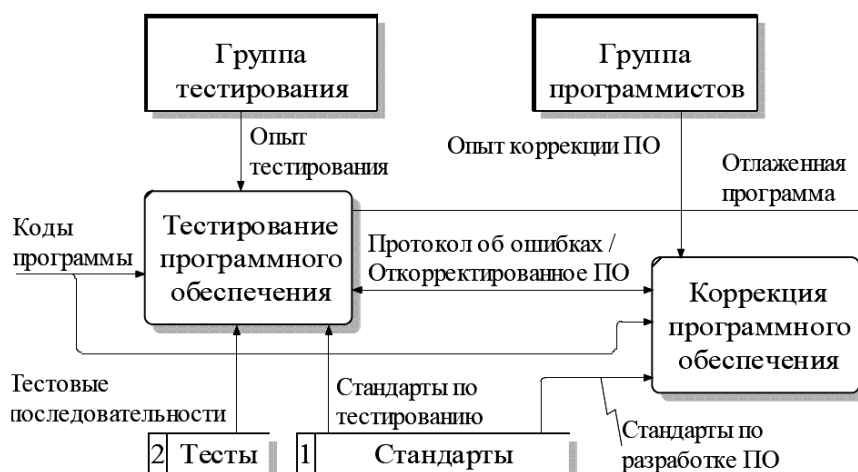 Группа
тестирования
Группа
программистов
Опыт
тестирования
Опыт коррекции ПО
Отлаженная
программа
Коды
программы
Тестирование
программного
обеспечения
Протокол об ошибках /
Откорректированное ПО
Коррекция
программного
обеспечения
Тестовые
последовательности
Стандарты по
тестированию
Стандарты по
разработке ПО
2 Тесты
1 Стандарты